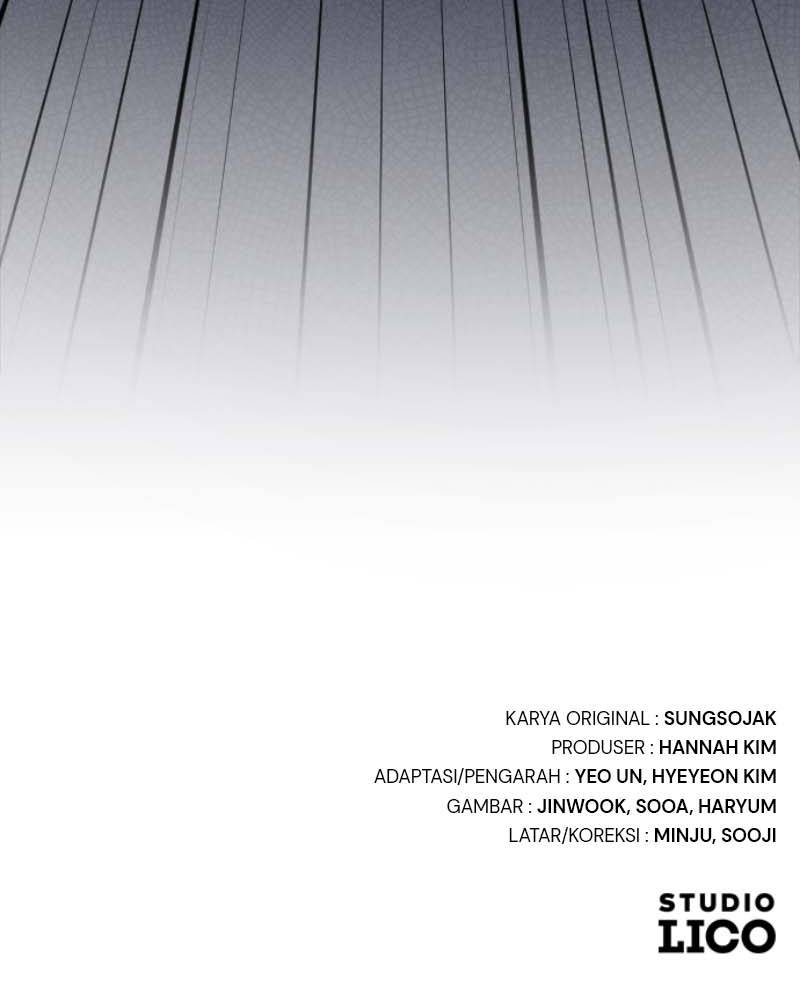 KARYA ORIGINAL : SUNGSOJAK
PRODUSER : HANNAH KIM
ADAPTASI/PENGARAH : YEO UN, HYEYEON KIM
GAMBAR : JINWOOK, SOOA, HARYUM
LATAR/KOREKSI : MINJU, SOOJI
STUDIO
LICO